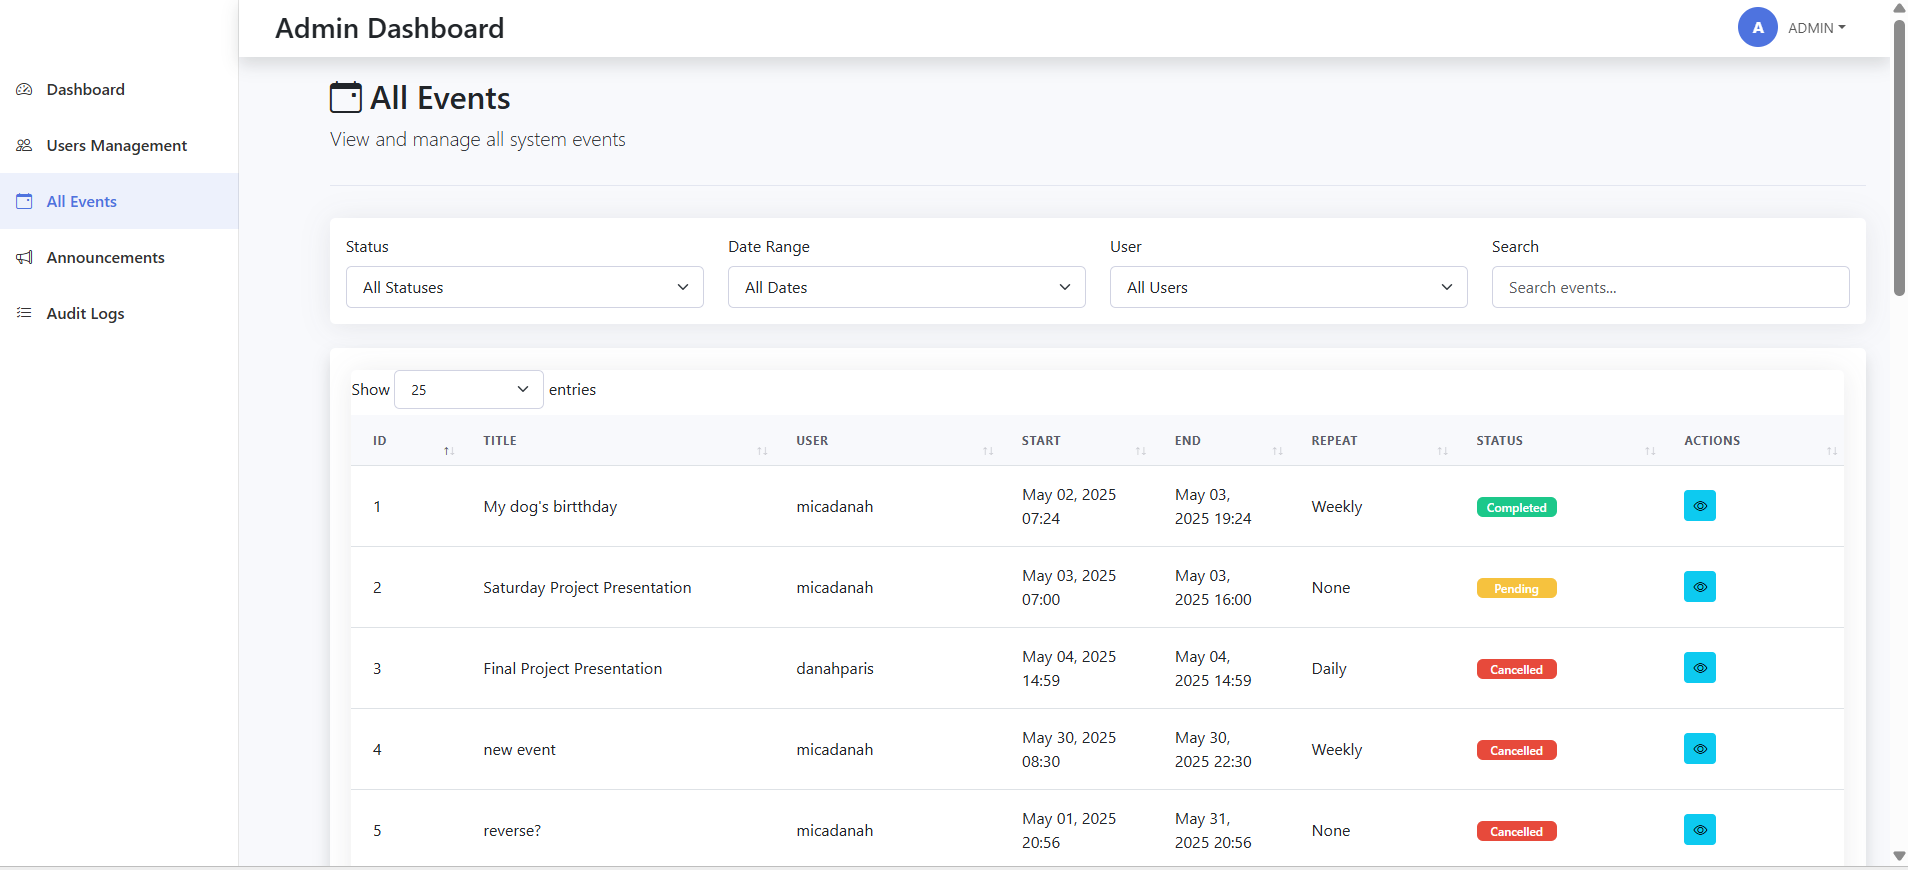 Admin Dashboard
A ADMIN
Dashboard
Users Management
All Events
Announcements
Audit Logs
All Events
View and manage all system events
Status Date Range User Search
All Statuses All Dates All Users Search events...
Show 25 entries
ID TITLE USER START END REPEAT STATUS ACTIONS
1 My dog's birtthday micadanah May 02, 2025 07:24 May 03, 2025 19:24 Weekly Completed
2 Saturday Project Presentation micadanah May 03, 2025 07:00 May 03, 2025 16:00 None Pending
3 Final Project Presentation danahparis May 04, 2025 14:59 May 04, 2025 14:59 Daily Cancelled
4 new event micadanah May 30, 2025 08:30 May 30, 2025 22:30 Weekly Cancelled
5 reverse? micadanah May 01, 2025 20:56 May 31, 2025 20:56 None Cancelled